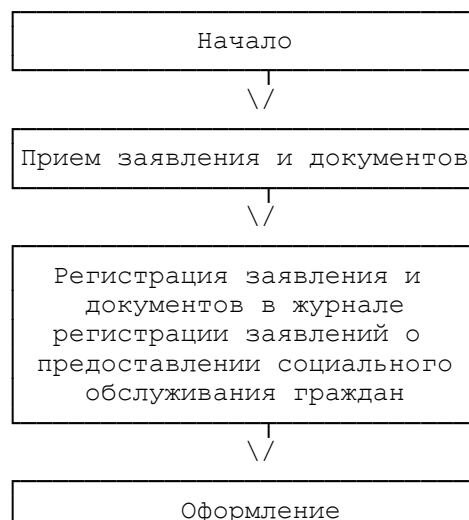 Начало
\/
Прием заявления и документов
\/
Регистрация заявления и
документов в журнале
регистрации заявлений о
предоставлении социального
обслуживания граждан
\/
Оформление